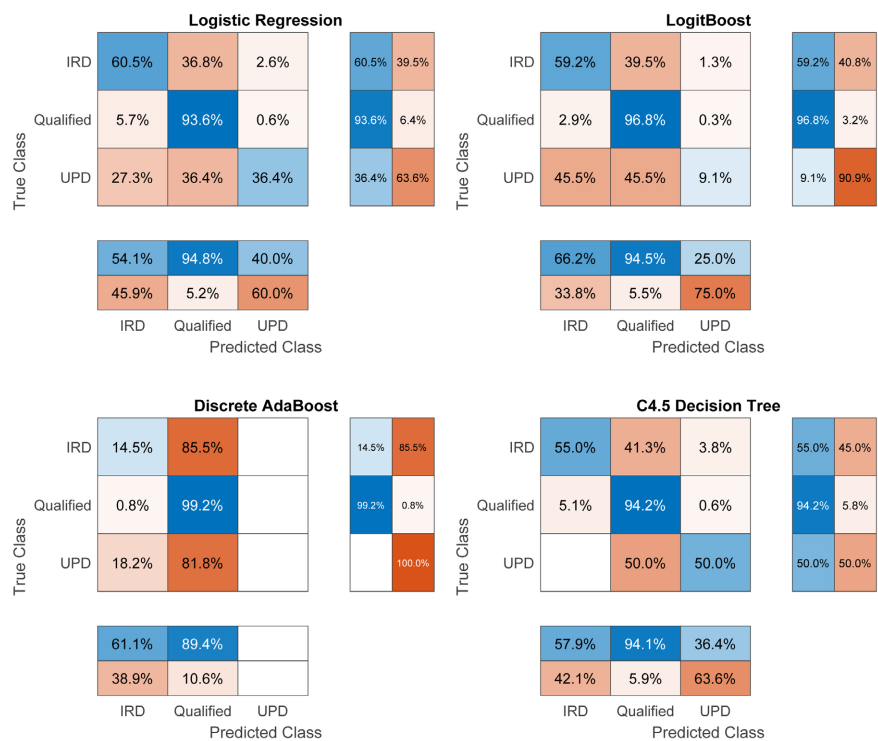 Logistic Regression
IRD 60.5% 36.8% 2.6% 60.5% 39.5%
Qualified 5.7% 93.6% 0.6% 93.6% 6.4%
UPD 27.3% 36.4% 36.4% 36.4% 63.6%
True Class
54.1% 94.8% 40.0%
45.9% 5.2% 60.0%
IRD Qualified UPD
Predicted Class
LogitBoost
IRD 59.2% 39.5% 1.3% 59.2% 40.8%
Qualified 2.9% 96.8% 0.3% 96.8% 3.2%
UPD 45.5% 45.5% 9.1% 9.1% 90.9%
True Class
66.2% 94.5% 25.0%
33.8% 5.5% 75.0%
IRD Qualified UPD
Predicted Class
Discrete AdaBoost
IRD 14.5% 85.5% 14.5% 85.5%
Qualified 0.8% 99.2% 99.2% 0.8%
UPD 18.2% 81.8% 100.0%
True Class
61.1% 89.4%
38.9% 10.6%
IRD Qualified UPD
Predicted Class
C4.5 Decision Tree
IRD 55.0% 41.3% 3.8% 55.0% 45.0%
Qualified 5.1% 94.2% 0.6% 94.2% 5.8%
UPD 50.0% 50.0% 50.0% 50.0%
True Class
57.9% 94.1% 36.4%
42.1% 5.9% 63.6%
IRD Qualified UPD
Predicted Class